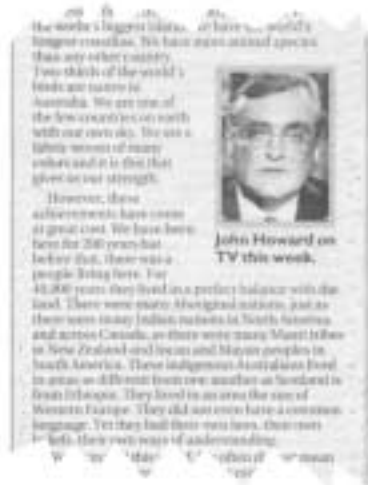 the world's biggest island. We have the world's
longest coastline. We have more animal species
than any other country.
Two thirds of the world's
birds are native to
Australia. We are one of
the few countries on earth
with our own sky. We are a
fabric woven of many
colors and it is this that
gives us our strength.
However, these
achievements have come
at great cost. We have been
here for 200 years but
before that, there was a
people living here. For
40,000 years they lived in a perfect balance with the
land. There were many Aboriginal nations, just as
there were many Indian nations in North America
and across Canada, as there were many Maori tribes
in New Zealand and Incan and Mayan peoples in
South America. These indigenous Australians lived
in areas as different from one another as Scotland is
from Ethiopia. They lived in an area the size of
Western Europe. They did not even have a common
language. Yet they had their own laws, their own
beliefs, their own ways of understanding.
often
mean
John Howard on
TV this week.